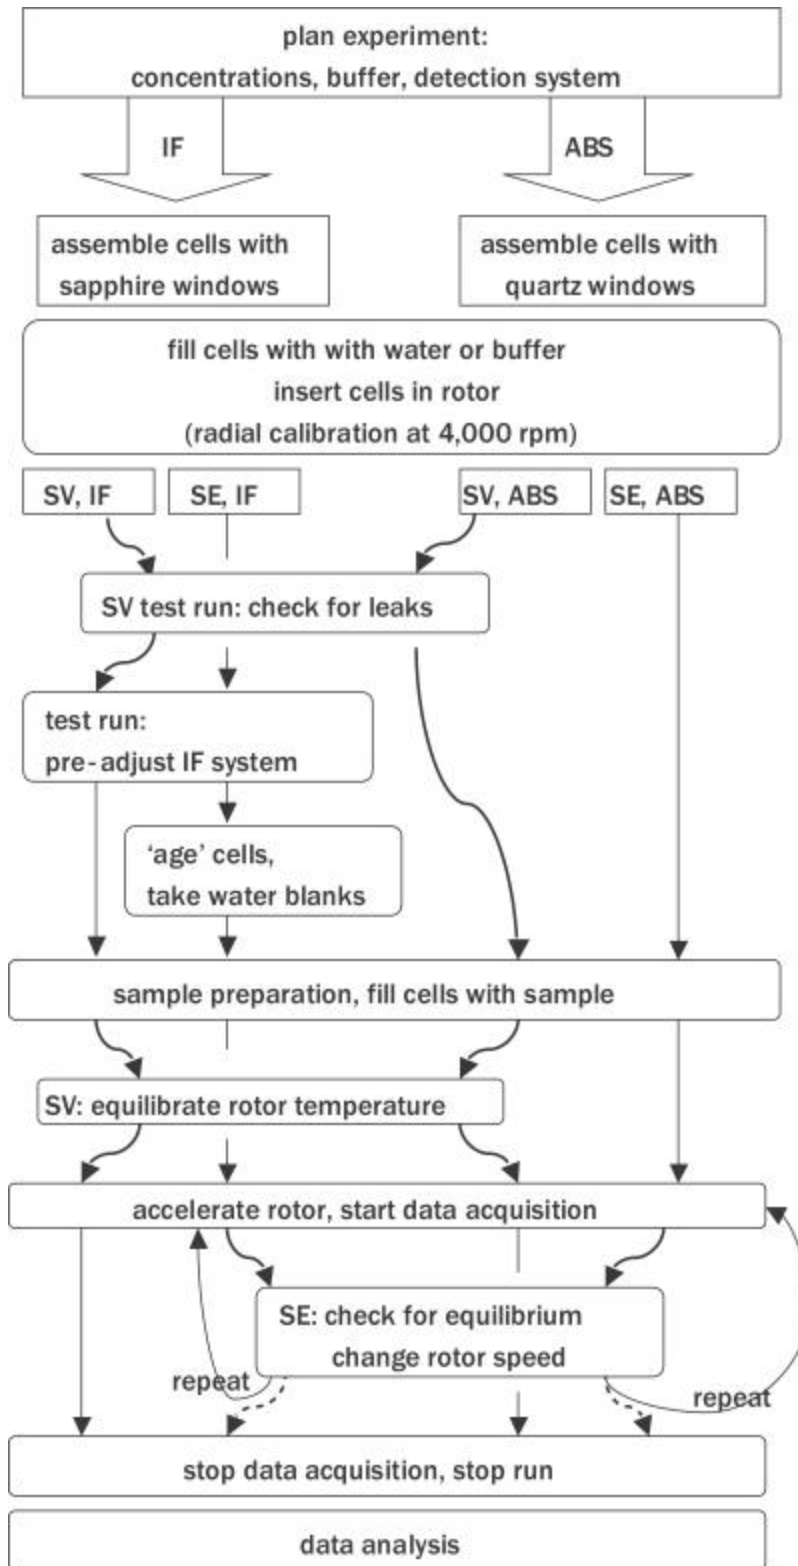 plan experiment:
concentrations, buffer, detection system
IF
ABS
assemble cells with
sapphire windows
assemble cells with
quartz windows
fill cells with with water or buffer
insert cells in rotor
(radial calibration at 4,000 rpm)
SV, IF
SE, IF
SV, ABS
SE, ABS
SV test run: check for leaks
test run:
pre-adjust IF system
‘age’ cells,
take water blanks
sample preparation, fill cells with sample
SV: equilibrate rotor temperature
accelerate rotor, start data acquisition
SE: check for equilibrium
change rotor speed
repeat
repeat
stop data acquisition, stop run
data analysis